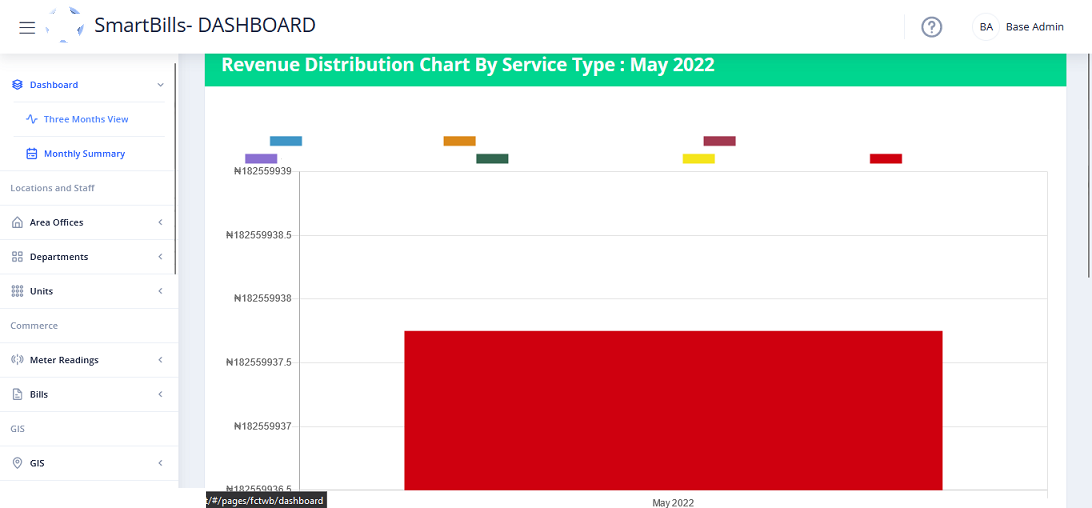 SmartBills- DASHBOARD
BA
Base Admin
Dashboard
Three Months View
Monthly Summary
Locations and Staff
Area Offices
Departments
Units
Commerce
Meter Readings
Bills
GIS
GIS
Revenue Distribution Chart By Service Type : May 2022
₦182559939
₦182559938.5
₦182559938
₦182559937.5
₦182559937
₦182559936.5
May 2022
t/#/pages/fctwb/dashboard